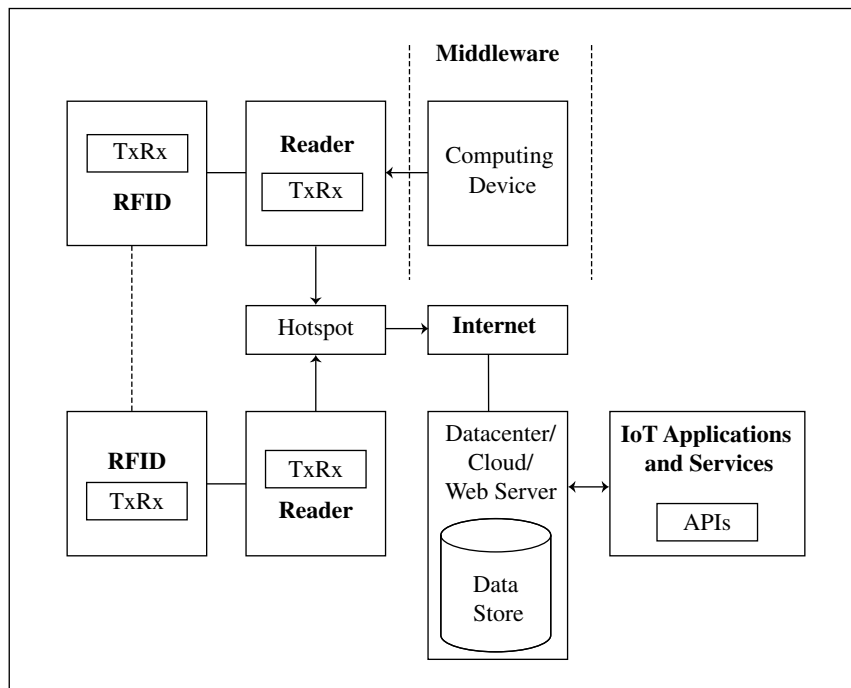 Middleware
TxRx
RFID
Reader
TxRx
Computing
Device
Hotspot
Internet
RFID
TxRx
TxRx
Reader
Datacenter/
Cloud/
Web Server
Data
Store
IoT Applications
and Services
APIs